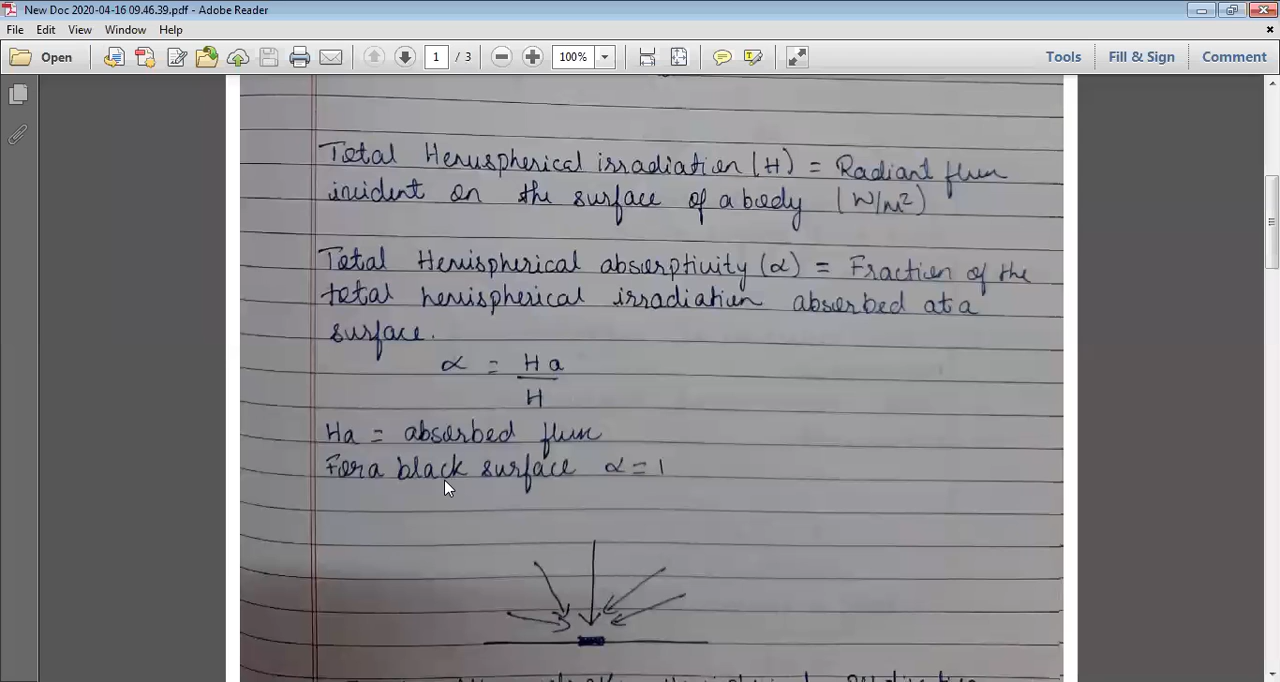 New Doc 2020-04-16 09.46.39.pdf - Adobe Reader
File Edit View Window Help
Open 1 / 3 100% Tools Fill & Sign Comment
Total Hemispherical irradiation (H) = Radiant flux
incident on the surface of a body (W/m²)
Total Hemispherical absorptivity (α) = Fraction of the
total hemispherical irradiation absorbed at a
surface.
α = Ha
H
Ha = absorbed flux
For a black surface α = 1